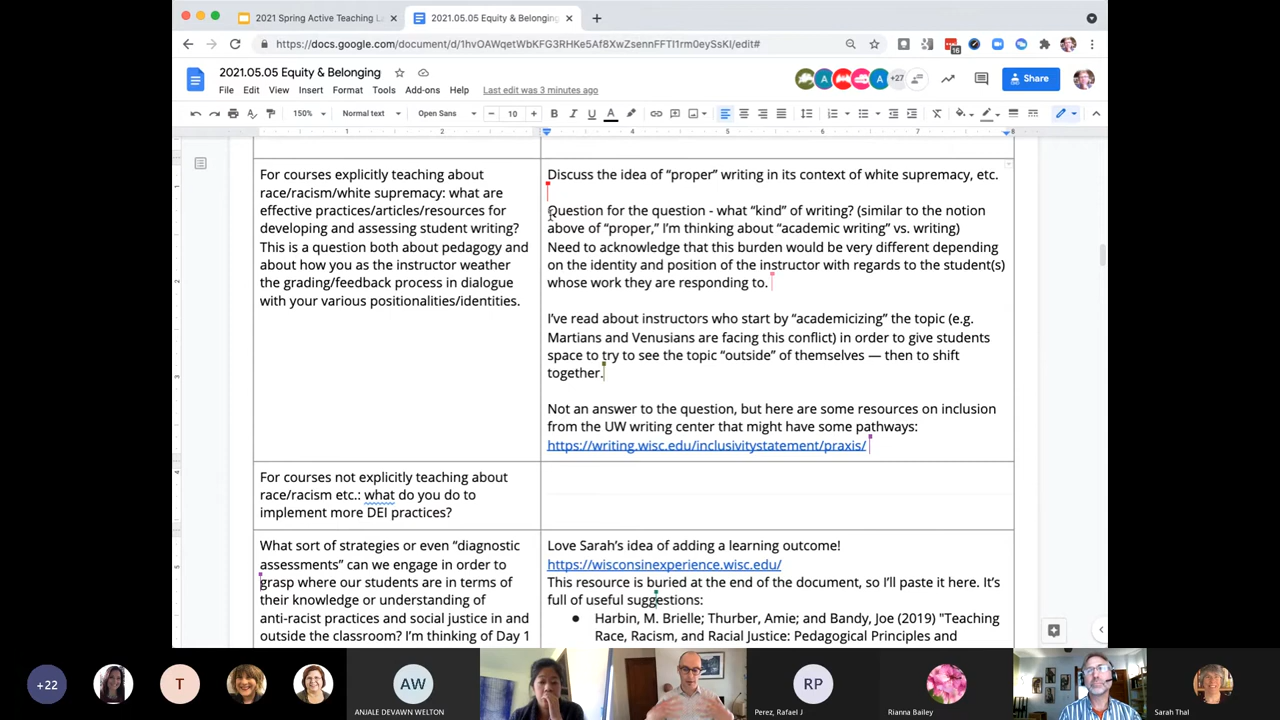 2021 Spring Active Teaching La
2021.05.05 Equity & Belonging
https://docs.google.com/document/d/1hvOAWqetWbKFG3RHKe5Af8XwZsennFFTI1rm0eySsKI/edit#
16
2021.05.05 Equity & Belonging
File Edit View Insert Format Tools Add-ons Help Last edit was 3 minutes ago
A A +27 Share
150% Normal text Open Sans 10 B I U A
1 2 4 5 6 7 8
For courses explicitly teaching about
race/racism/white supremacy: what are
effective practices/articles/resources for
developing and assessing student writing?
This is a question both about pedagogy and
about how you as the instructor weather
the grading/feedback process in dialogue
with your various positionalities/identities.
Discuss the idea of “proper” writing in its context of white supremacy, etc.
Question for the question - what “kind” of writing? (similar to the notion
above of “proper,” I’m thinking about “academic writing” vs. writing)
Need to acknowledge that this burden would be very different depending
on the identity and position of the instructor with regards to the student(s)
whose work they are responding to.
I’ve read about instructors who start by “academicizing” the topic (e.g.
Martians and Venusians are facing this conflict) in order to give students
space to try to see the topic “outside” of themselves — then to shift
together.
Not an answer to the question, but here are some resources on inclusion
from the UW writing center that might have some pathways:
https://writing.wisc.edu/inclusivitystatement/praxis/
For courses not explicitly teaching about
race/racism etc.: what do you do to
implement more DEI practices?
What sort of strategies or even “diagnostic
assessments” can we engage in order to
grasp where our students are in terms of
their knowledge or understanding of
anti-racist practices and social justice in and
outside the classroom? I’m thinking of Day 1
Love Sarah’s idea of adding a learning outcome!
https://wisconsinexperience.wisc.edu/
This resource is buried at the end of the document, so I’ll paste it here. It’s
full of useful suggestions:
● Harbin, M. Brielle; Thurber, Amie; and Bandy, Joe (2019) "Teaching
Race, Racism, and Racial Justice: Pedagogical Principles and
+22 T AW RP
ANJALE DEVAWN WELTON
Perez, Rafael J
Rianna Bailey
Sarah Thal